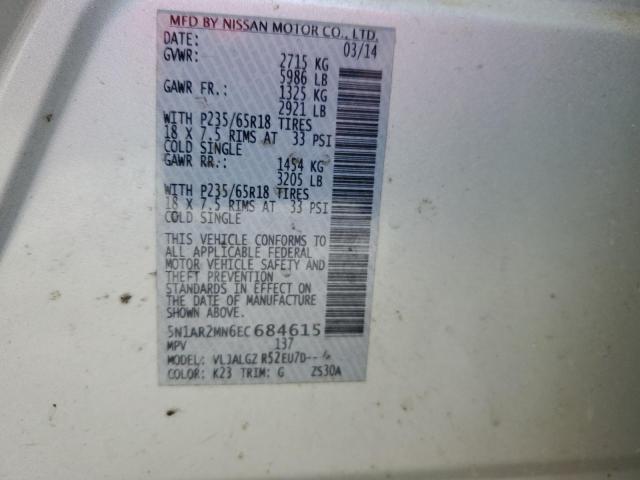 MFD BY NISSAN MOTOR CO., LTD.
DATE: 03/14
GVWR: 2715 KG
5986 LB
GAWR FR.: 1325 KG
2921 LB
WITH P235/65R18 TIRES
18 X 7.5 RIMS AT 33 PSI
COLD SINGLE
GAWR RR.: 1454 KG
3205 LB
WITH P235/65R18 TIRES
18 X 7.5 RIMS AT 33 PSI
COLD SINGLE
THIS VEHICLE CONFORMS TO
ALL APPLICABLE FEDERAL
MOTOR VEHICLE SAFETY AND
THEFT PREVENTION
STANDARDS IN EFFECT ON
THE DATE OF MANUFACTURE
SHOWN ABOVE.
5N1AR2MN6EC684615
MPV 137
MODEL: VLJALGZ R52EU7D--
COLOR: K23 TRIM: G ZS30A